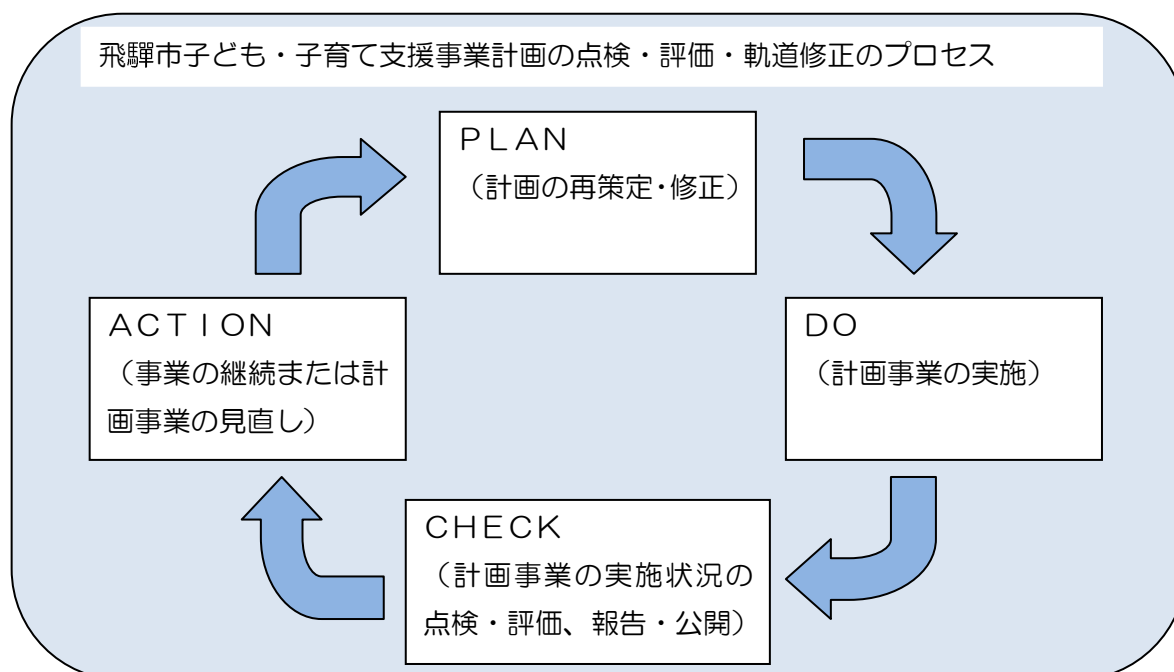 飛驒市子ども・子育て支援事業計画の点検・評価・軌道修正のプロセス
ＰＬＡＮ
（計画の再策定・修正）
ＡＣＴＩＯＮ
（事業の継続または計
画事業の見直し）
ＤＯ
（計画事業の実施）
ＣＨＥＣＫ
（計画事業の実施状況の
点検・評価、報告・公開）